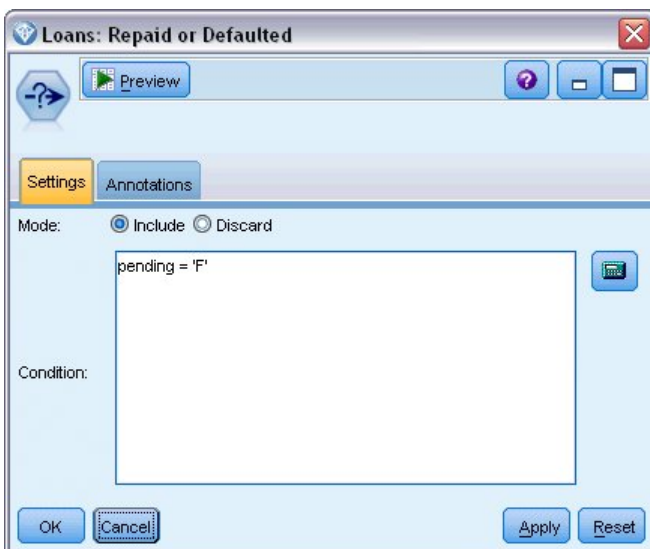 Loans: Repaid or Defaulted
Preview
Settings Annotations
Mode: Include Discard
pending = 'F'
Condition:
OK Cancel Apply Reset